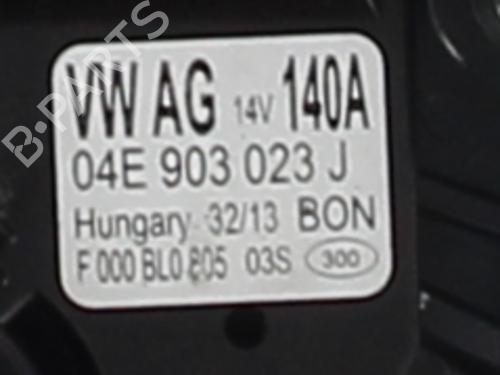 VW AG 14V 140A
04E 903 023 J
Hungary 32/13 BON
F 000 BL0 805 03S 300
B-PARTS